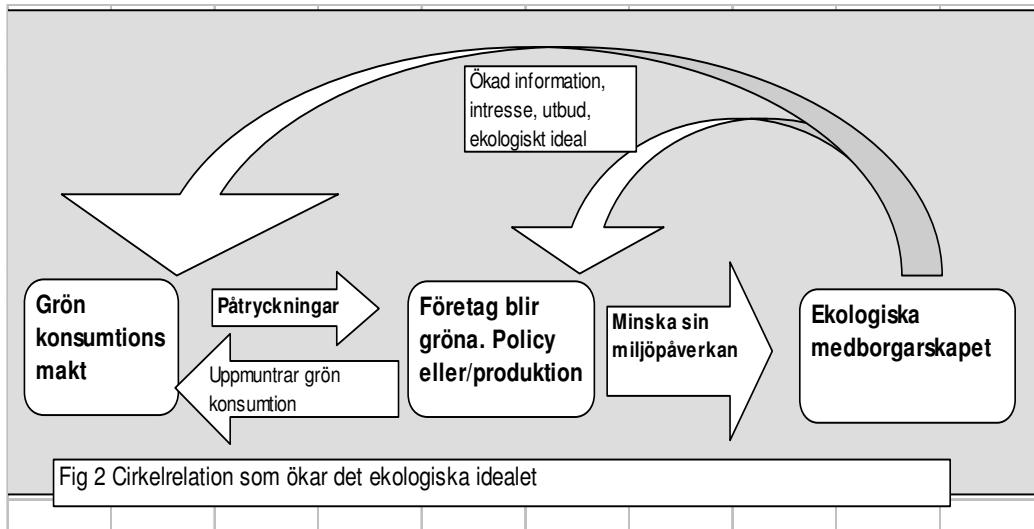 Ökad information,
intresse, utbud,
ekologiskt ideal
Grön
konsumtions
makt
Påtryckningar
Uppmuntrar grön
konsumtion
Företag blir
gröna. Policy
eller/produktion
Minska sin
miljöpåverkan
Ekologiska
medborgarskapet
Fig 2 Cirkelrelation som ökar det ekologiska idealet